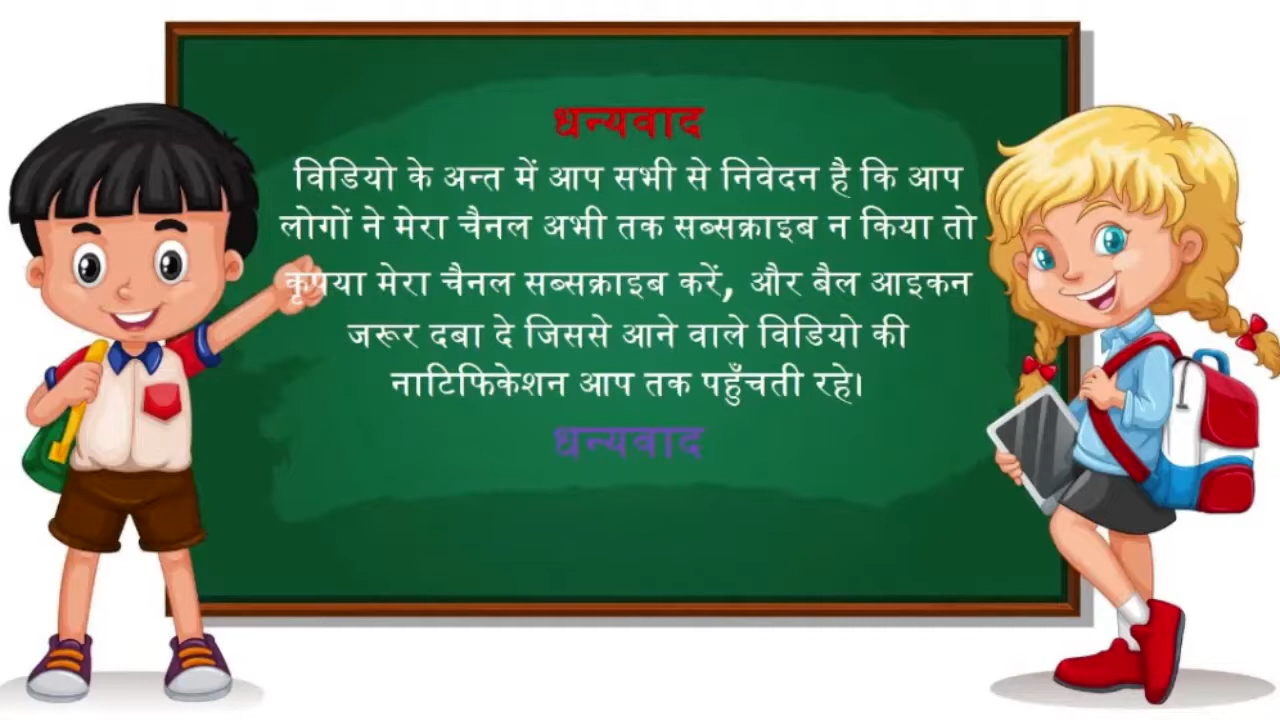 धन्यवाद
विडियो के अन्त में आप सभी से निवेदन है कि आप
लोगों ने मेरा चैनल अभी तक सब्सक्राइब न किया तो
कृपया मेरा चैनल सब्सक्राइब करें, और बैल आइकन
जरूर दबा दे जिससे आने वाले विडियो की
नाटिफिकेशन आप तक पहुँचती रहे।
धन्यवाद